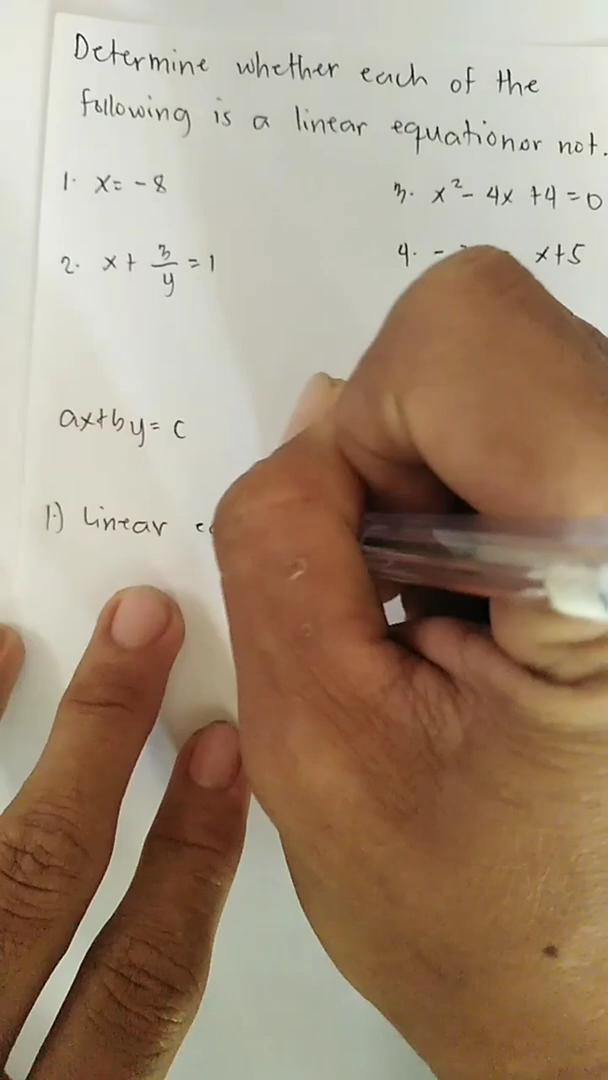 Determine whether each of the
following is a linear equation or not.
1. x = -8
2. x + 3/y = 1
3. x² - 4x + 4 = 0
4. - x + 5
ax + by = c
1.) Linear